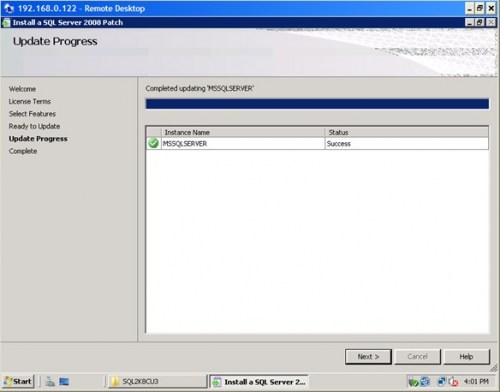 192.168.0.122 - Remote Desktop
Install a SQL Server 2008 Patch
Update Progress
Welcome
License Terms
Select Features
Ready to Update
Update Progress
Complete
Completed updating 'MSSQLSERVER'
Instance Name Status
MSSQLSERVER Success
Next > Cancel Help
Start SQL2K8CU3 Install a SQL Server 2... 4:01 PM